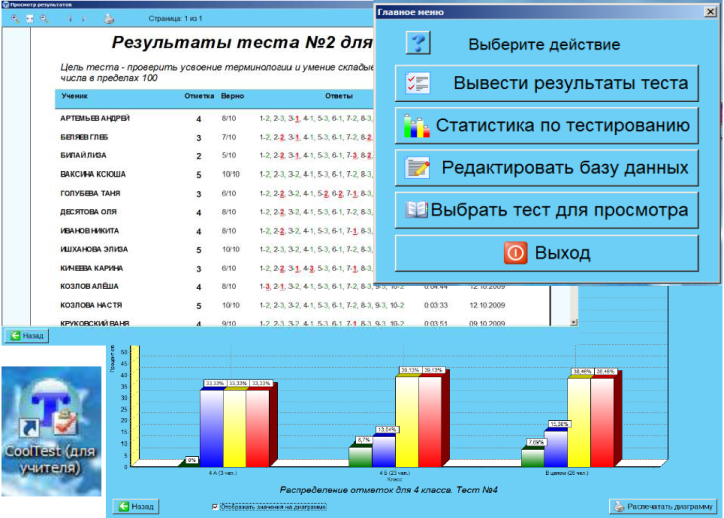 Просмотр результатов
Страница: 1 из 1
Результаты теста №2 для
Цель теста - проверить усвоение терминологии и умение складые
числа в пределах 100
Ученик Отметка Верно Ответы
АРТЕМЬЕВ АНДРЕЙ 4 8/10 1-2, 2-3, 3-1, 4-1, 5-3, 6-1, 7-2, 8-3,
БЕЛЯЕВ ГЛЕБ 3 7/10 1-2, 2-2, 3-1, 4-1, 5-3, 6-1, 7-2, 8-2,
БИЛАЙ ЛИЗА 2 5/10 1-2, 2-2, 3-1, 4-1, 5-3, 6-1, 7-3, 8-2,
ВАКСИНА КСЮША 5 10/10 1-2, 2-3, 3-2, 4-1, 5-3, 6-1, 7-2, 8-3,
ГОЛУБЕВА ТАНЯ 3 6/10 1-2, 2-2, 3-2, 4-1, 5-2, 6-2, 7-1, 8-3,
ДЕСЯТОВА ОЛЯ 4 8/10 1-2, 2-2, 3-2, 4-1, 5-3, 6-1, 7-1, 8-3,
ИВАНОВ НИКИТА 4 8/10 1-2, 2-2, 3-2, 4-1, 5-3, 6-1, 7-1, 8-3,
ИШХАНОВА ЭЛИЗА 5 10/10 1-2, 2-3, 3-2, 4-1, 5-3, 6-1, 7-2, 8-3,
КИЧЕЕВА КАРИНА 3 6/10 1-2, 2-2, 3-1, 4-3, 5-3, 6-1, 7-1, 8-3,
КОЗЛОВ АЛЁША 4 8/10 1-3, 2-1, 3-2, 4-1, 5-3, 6-1, 7-2, 8-3, 9-3, 10-2 0:04:44 12.10.2009
КОЗЛОВА НАСТЯ 5 10/10 1-2, 2-3, 3-2, 4-1, 5-3, 6-1, 7-2, 8-3, 9-3, 10-2 0:03:33 12.10.2009
КРУКОВСКИЙ ВАНЯ 4 9/10 1-2, 2-3, 3-2, 4-1, 5-3, 6-1, 7-1, 8-3, 9-3, 10-2 0:03:51 09.10.2009
Назад
Главное меню
Выберите действие
Вывести результаты теста
Статистика по тестированию
Редактировать базу данных
Выбрать тест для просмотра
Выход
CoolTest (для
учителя)
Процентов
50
45
40
35
30
25
20
15
10
5
0
0% 33,33% 33,33% 33,33%
8,7% 13,04% 39,13% 39,13%
7,69% 15,38% 38,46% 38,46%
4 А (3 чел.) 4 Б (23 чел.) В целом (26 чел.)
Класс
Распределение отметок для 4 класса. Тест №4
Назад
Отображать значения на диаграмме
Распечатать диаграмму